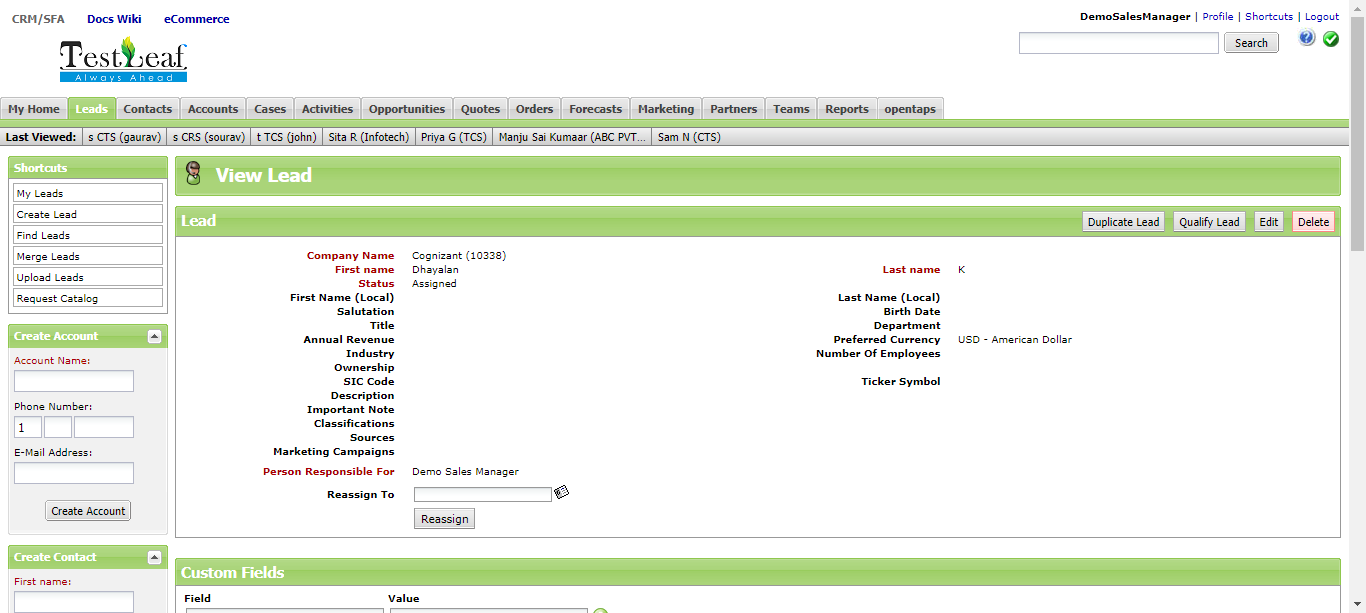 CRM/SFA Docs Wiki eCommerce
DemoSalesManager | Profile | Shortcuts | Logout
Search
TestLeaf
Always Ahead
My Home Leads Contacts Accounts Cases Activities Opportunities Quotes Orders Forecasts Marketing Partners Teams Reports opentaps
Last Viewed: s CTS (gaurav) s CRS (sourav) t TCS (john) Sita R (Infotech) Priya G (TCS) Manju Sai Kumaar (ABC PVT... Sam N (CTS)
Shortcuts
My Leads
Create Lead
Find Leads
Merge Leads
Upload Leads
Request Catalog
Create Account
Account Name:
Phone Number:
1
E-Mail Address:
Create Account
Create Contact
First name:
View Lead
Lead
Duplicate Lead Qualify Lead Edit Delete
Company Name Cognizant (10338)
First name Dhayalan Last name K
Status Assigned
First Name (Local) Last Name (Local)
Salutation Birth Date
Title Department
Annual Revenue Preferred Currency USD - American Dollar
Industry Number Of Employees
Ownership
SIC Code Ticker Symbol
Description
Important Note
Classifications
Sources
Marketing Campaigns
Person Responsible For Demo Sales Manager
Reassign To
Reassign
Custom Fields
Field Value